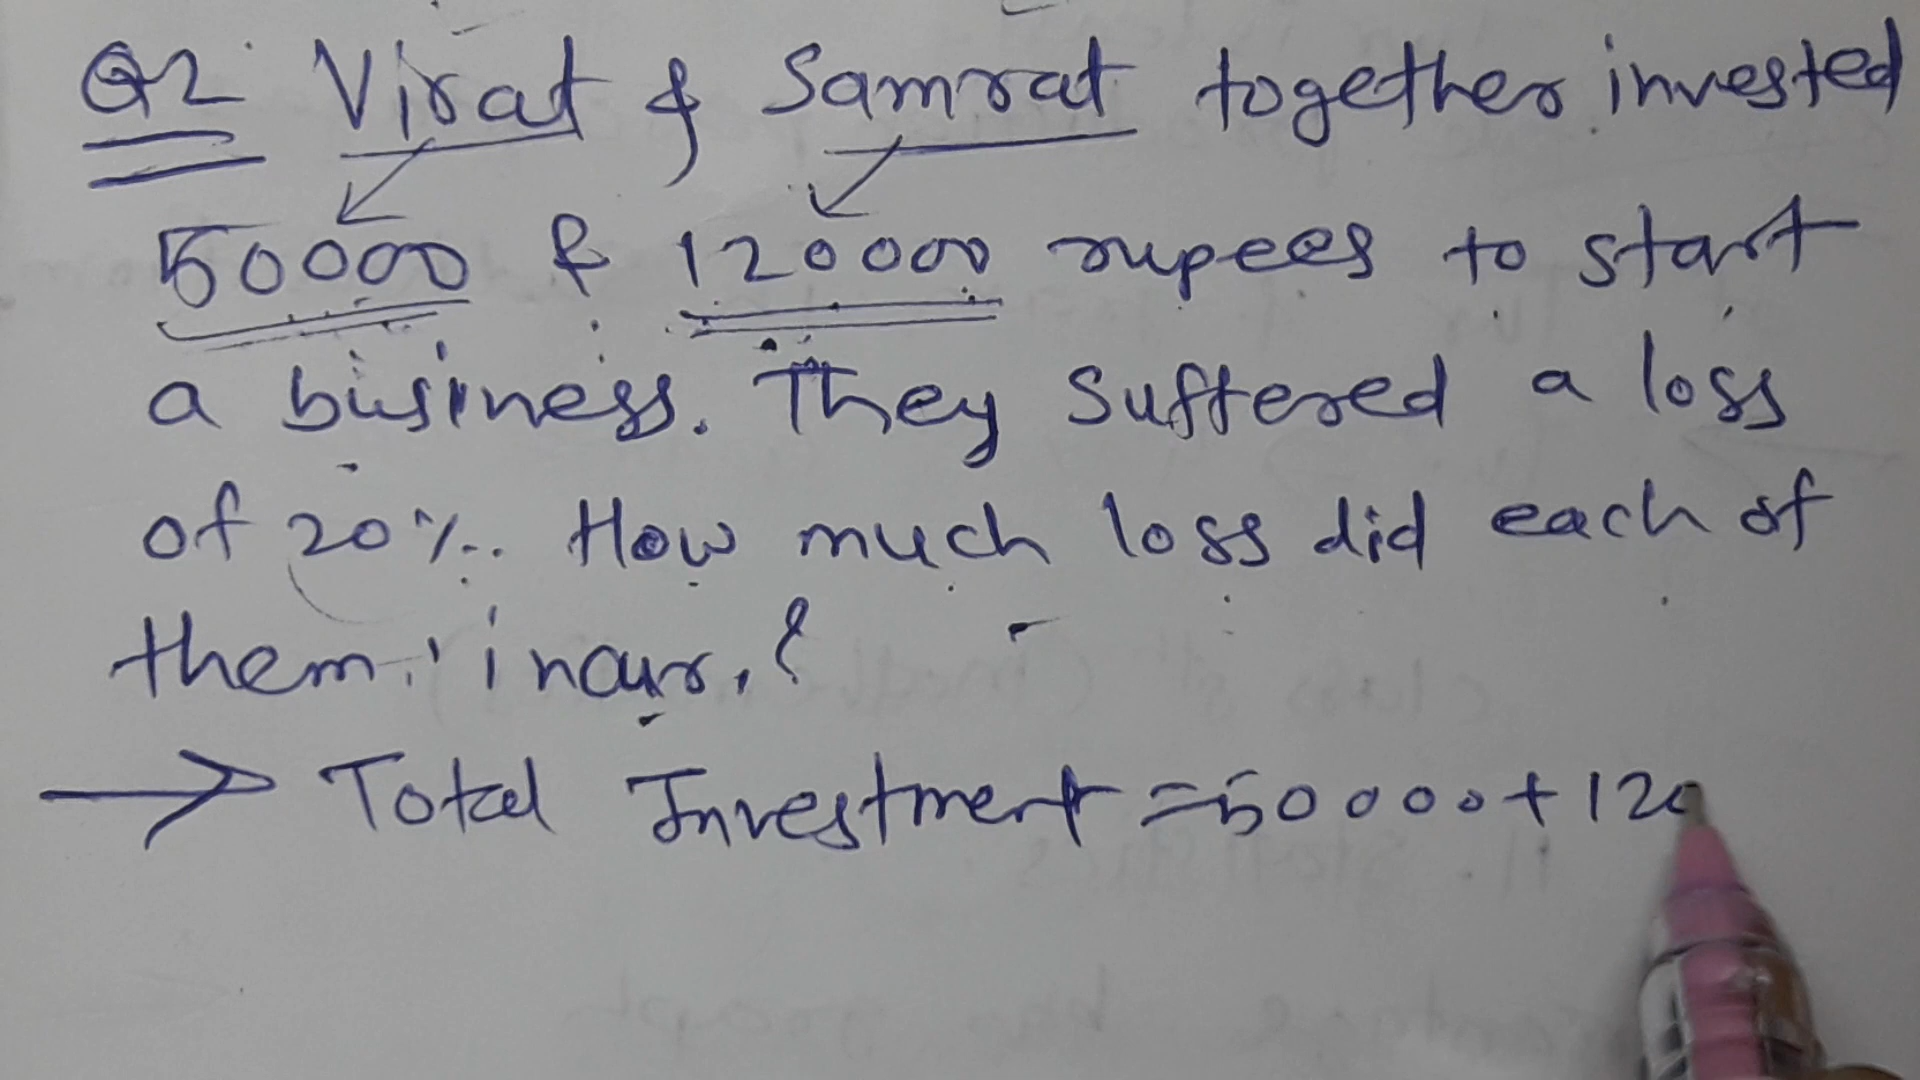 Q2 Virat & Samrat together invested
50000 & 120000 rupees to start
a business. They suffered a loss
of 20%. How much loss did each of
them incur.?
→ Total Investment = 50000 + 120